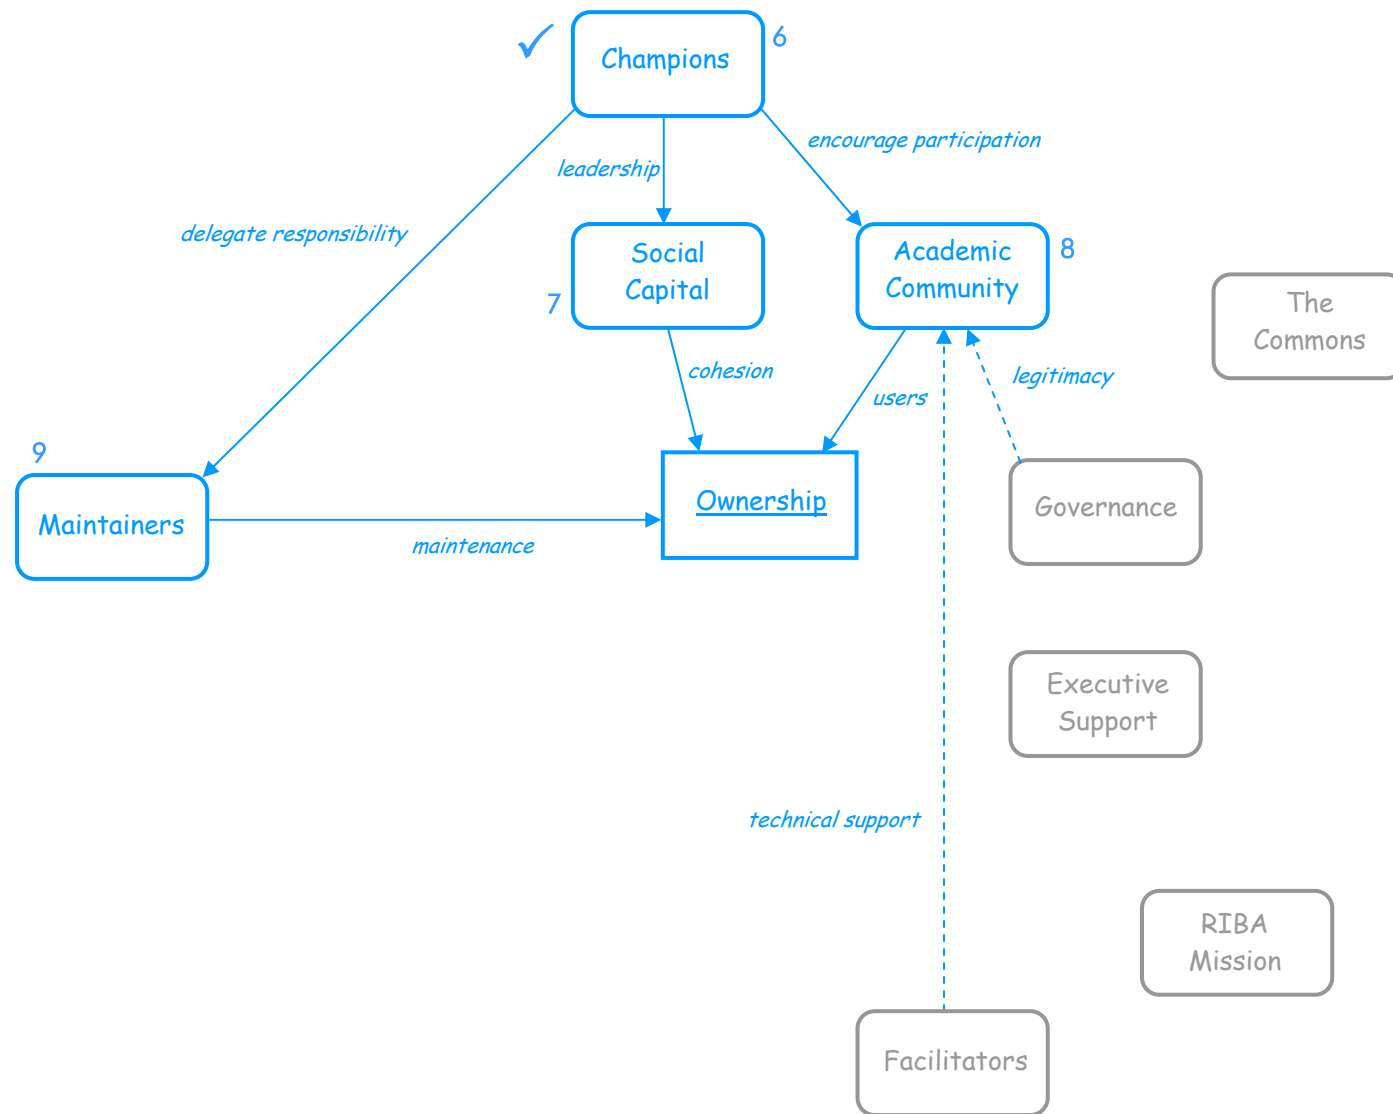 Champions
6
encourage participation
leadership
delegate responsibility
Social
Capital
7
Academic
Community
8
The
Commons
cohesion
users
legitimacy
9
Maintainers
maintenance
Ownership
Governance
Executive
Support
technical support
RIBA
Mission
Facilitators